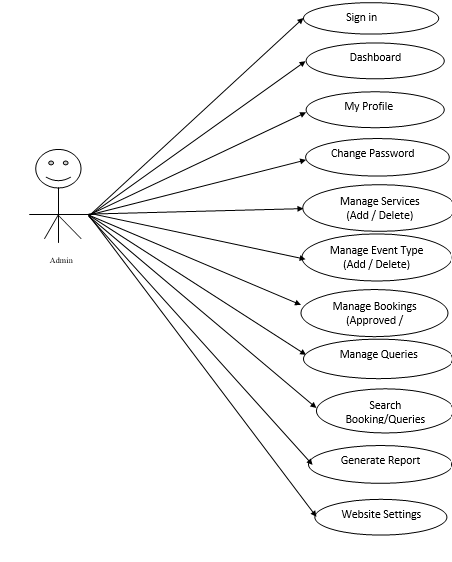 Sign in
Dashboard
My Profile
Change Password
Manage Services
(Add / Delete)
Manage Event Type
(Add / Delete)
Manage Bookings
(Approved /
Manage Queries
Search
Booking/Queries
Generate Report
Website Settings
Admin